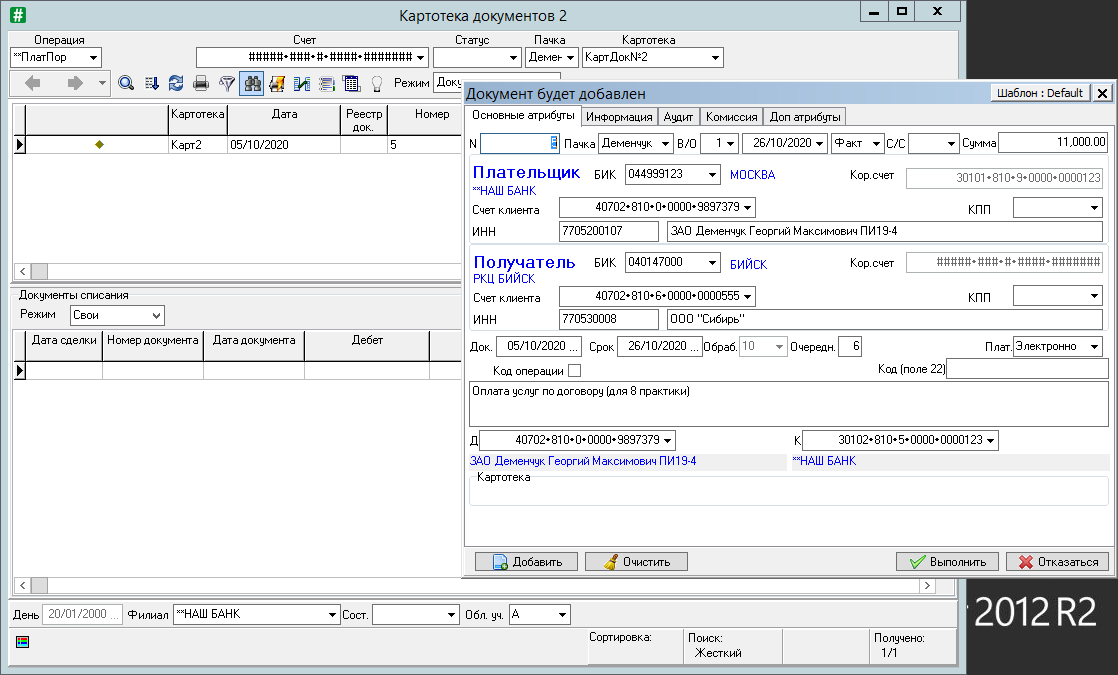 Картотека документов 2
Операция Счет Статус Пачка Картотека
**ПлатПор #####•###•#•####•####### Демен КартДок№2
Режим Доку
Картотека Дата Реестр док. Номер
Карт2 05/10/2020 5
Документы списания
Режим Свои
Дата сделки Номер документа Дата документа Дебет
День 20/01/2000 ... Филиал **НАШ БАНК Сост. Обл. уч. А
Сортировка: Поиск: Жесткий Получено: 1/1
Документ будет добавлен Шаблон : Default
Основные атрибуты Информация Аудит Комиссия Доп атрибуты
N Пачка Деменчук В/О 1 26/10/2020 Факт С/С Сумма 11,000.00
Плательщик БИК 044999123 МОСКВА Кор.счет 30101•810•9•0000•0000123
**НАШ БАНК
Счет клиента 40702•810•0•0000•9897379 КПП
ИНН 7705200107 ЗАО Деменчук Георгий Максимович ПИ19-4
Получатель БИК 040147000 БИЙСК Кор.счет #####•###•#•####•#######
РКЦ БИЙСК
Счет клиента 40702•810•6•0000•0000555 КПП
ИНН 770530008 ООО "Сибирь"
Док. 05/10/2020 ... Срок 26/10/2020 ... Обраб. 10 Очередн. 6 Плат. Электронно
Код операции Код (поле 22)
Оплата услуг по договору (для 8 практики)
Д 40702•810•0•0000•9897379 К 30102•810•5•0000•0000123
ЗАО Деменчук Георгий Максимович ПИ19-4 **НАШ БАНК
Картотека
Добавить Очистить Выполнить Отказаться
2012 R2